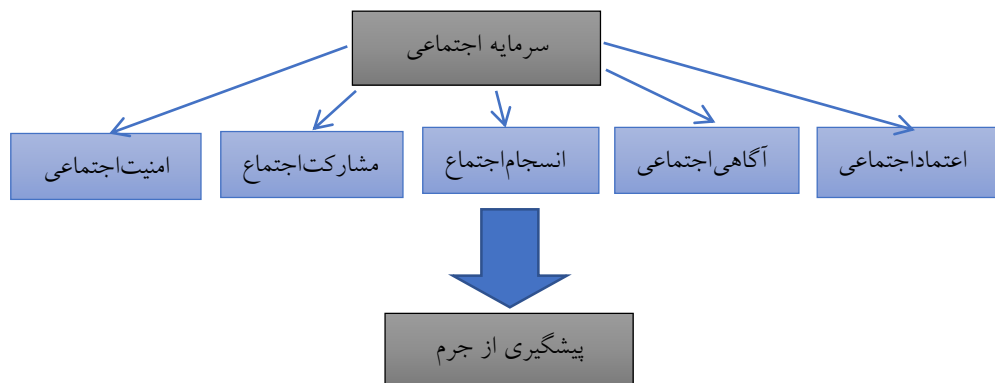 سرمایه اجتماعی
اعتماداجتماعی
آگاهی‌اجتماعی
انسجام‌اجتماع
مشارکت‌اجتماع
امنیت‌اجتماعی
پیشگیری از جرم